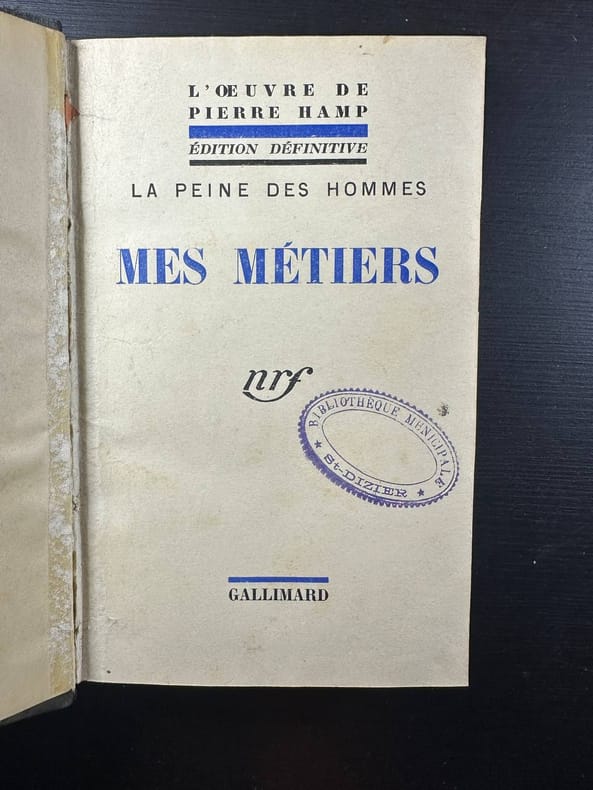 L'ŒUVRE DE
PIERRE HAMP
ÉDITION DÉFINITIVE
LA PEINE DES HOMMES
MES MÉTIERS
nrf
BIBLIOTHÈQUE MUNICIPALE
★ St-DIZIER ★
GALLIMARD